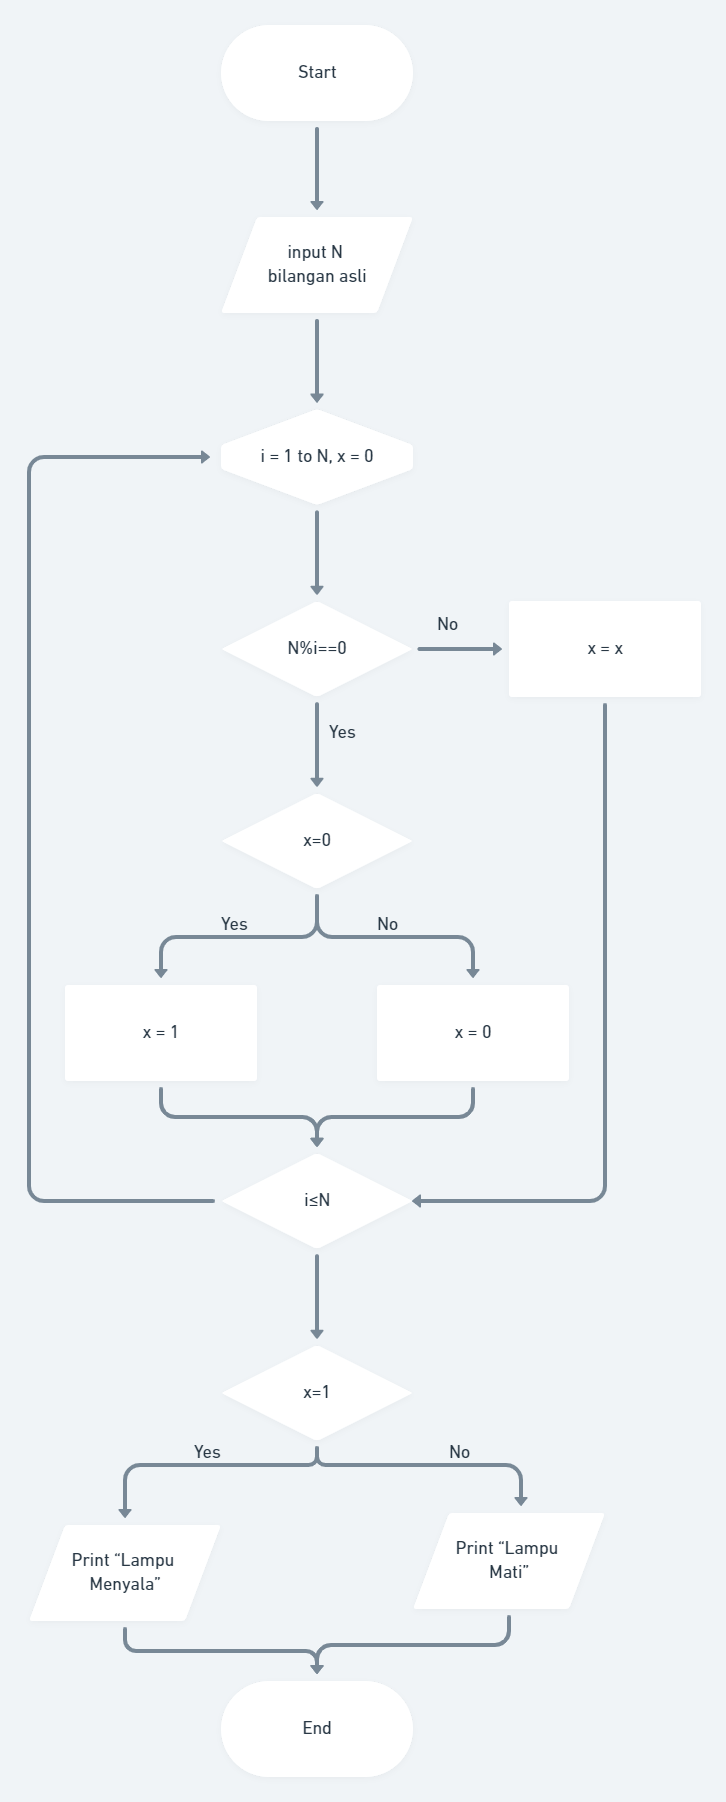 Start
input N
bilangan asli
i = 1 to N, x = 0
N%i==0
No
x = x
Yes
x=0
Yes
No
x = 1
x = 0
i≤N
x=1
Yes
No
Print “Lampu
Menyala”
Print “Lampu
Mati”
End